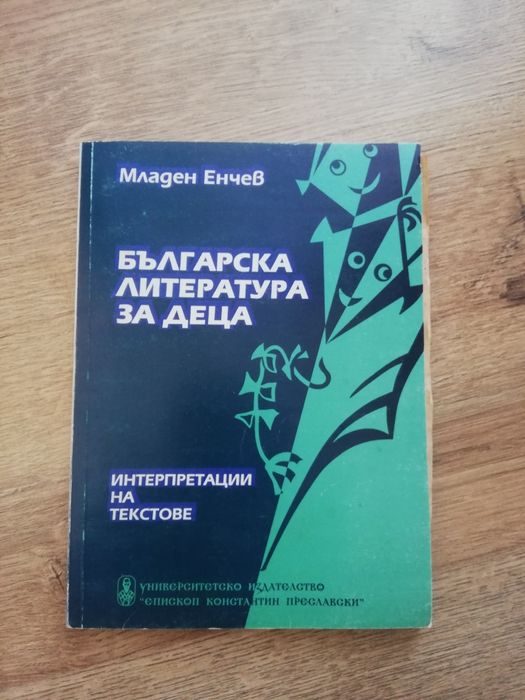 Младен Енчев
БЪЛГАРСКА
ЛИТЕРАТУРА
ЗА ДЕЦА
ИНТЕРПРЕТАЦИИ
НА
ТЕКСТОВЕ
УНИВЕРСИТЕТСКО ИЗДАТЕЛСТВО
"ЕПИСКОП КОНСТАНТИН ПРЕСЛАВСКИ"